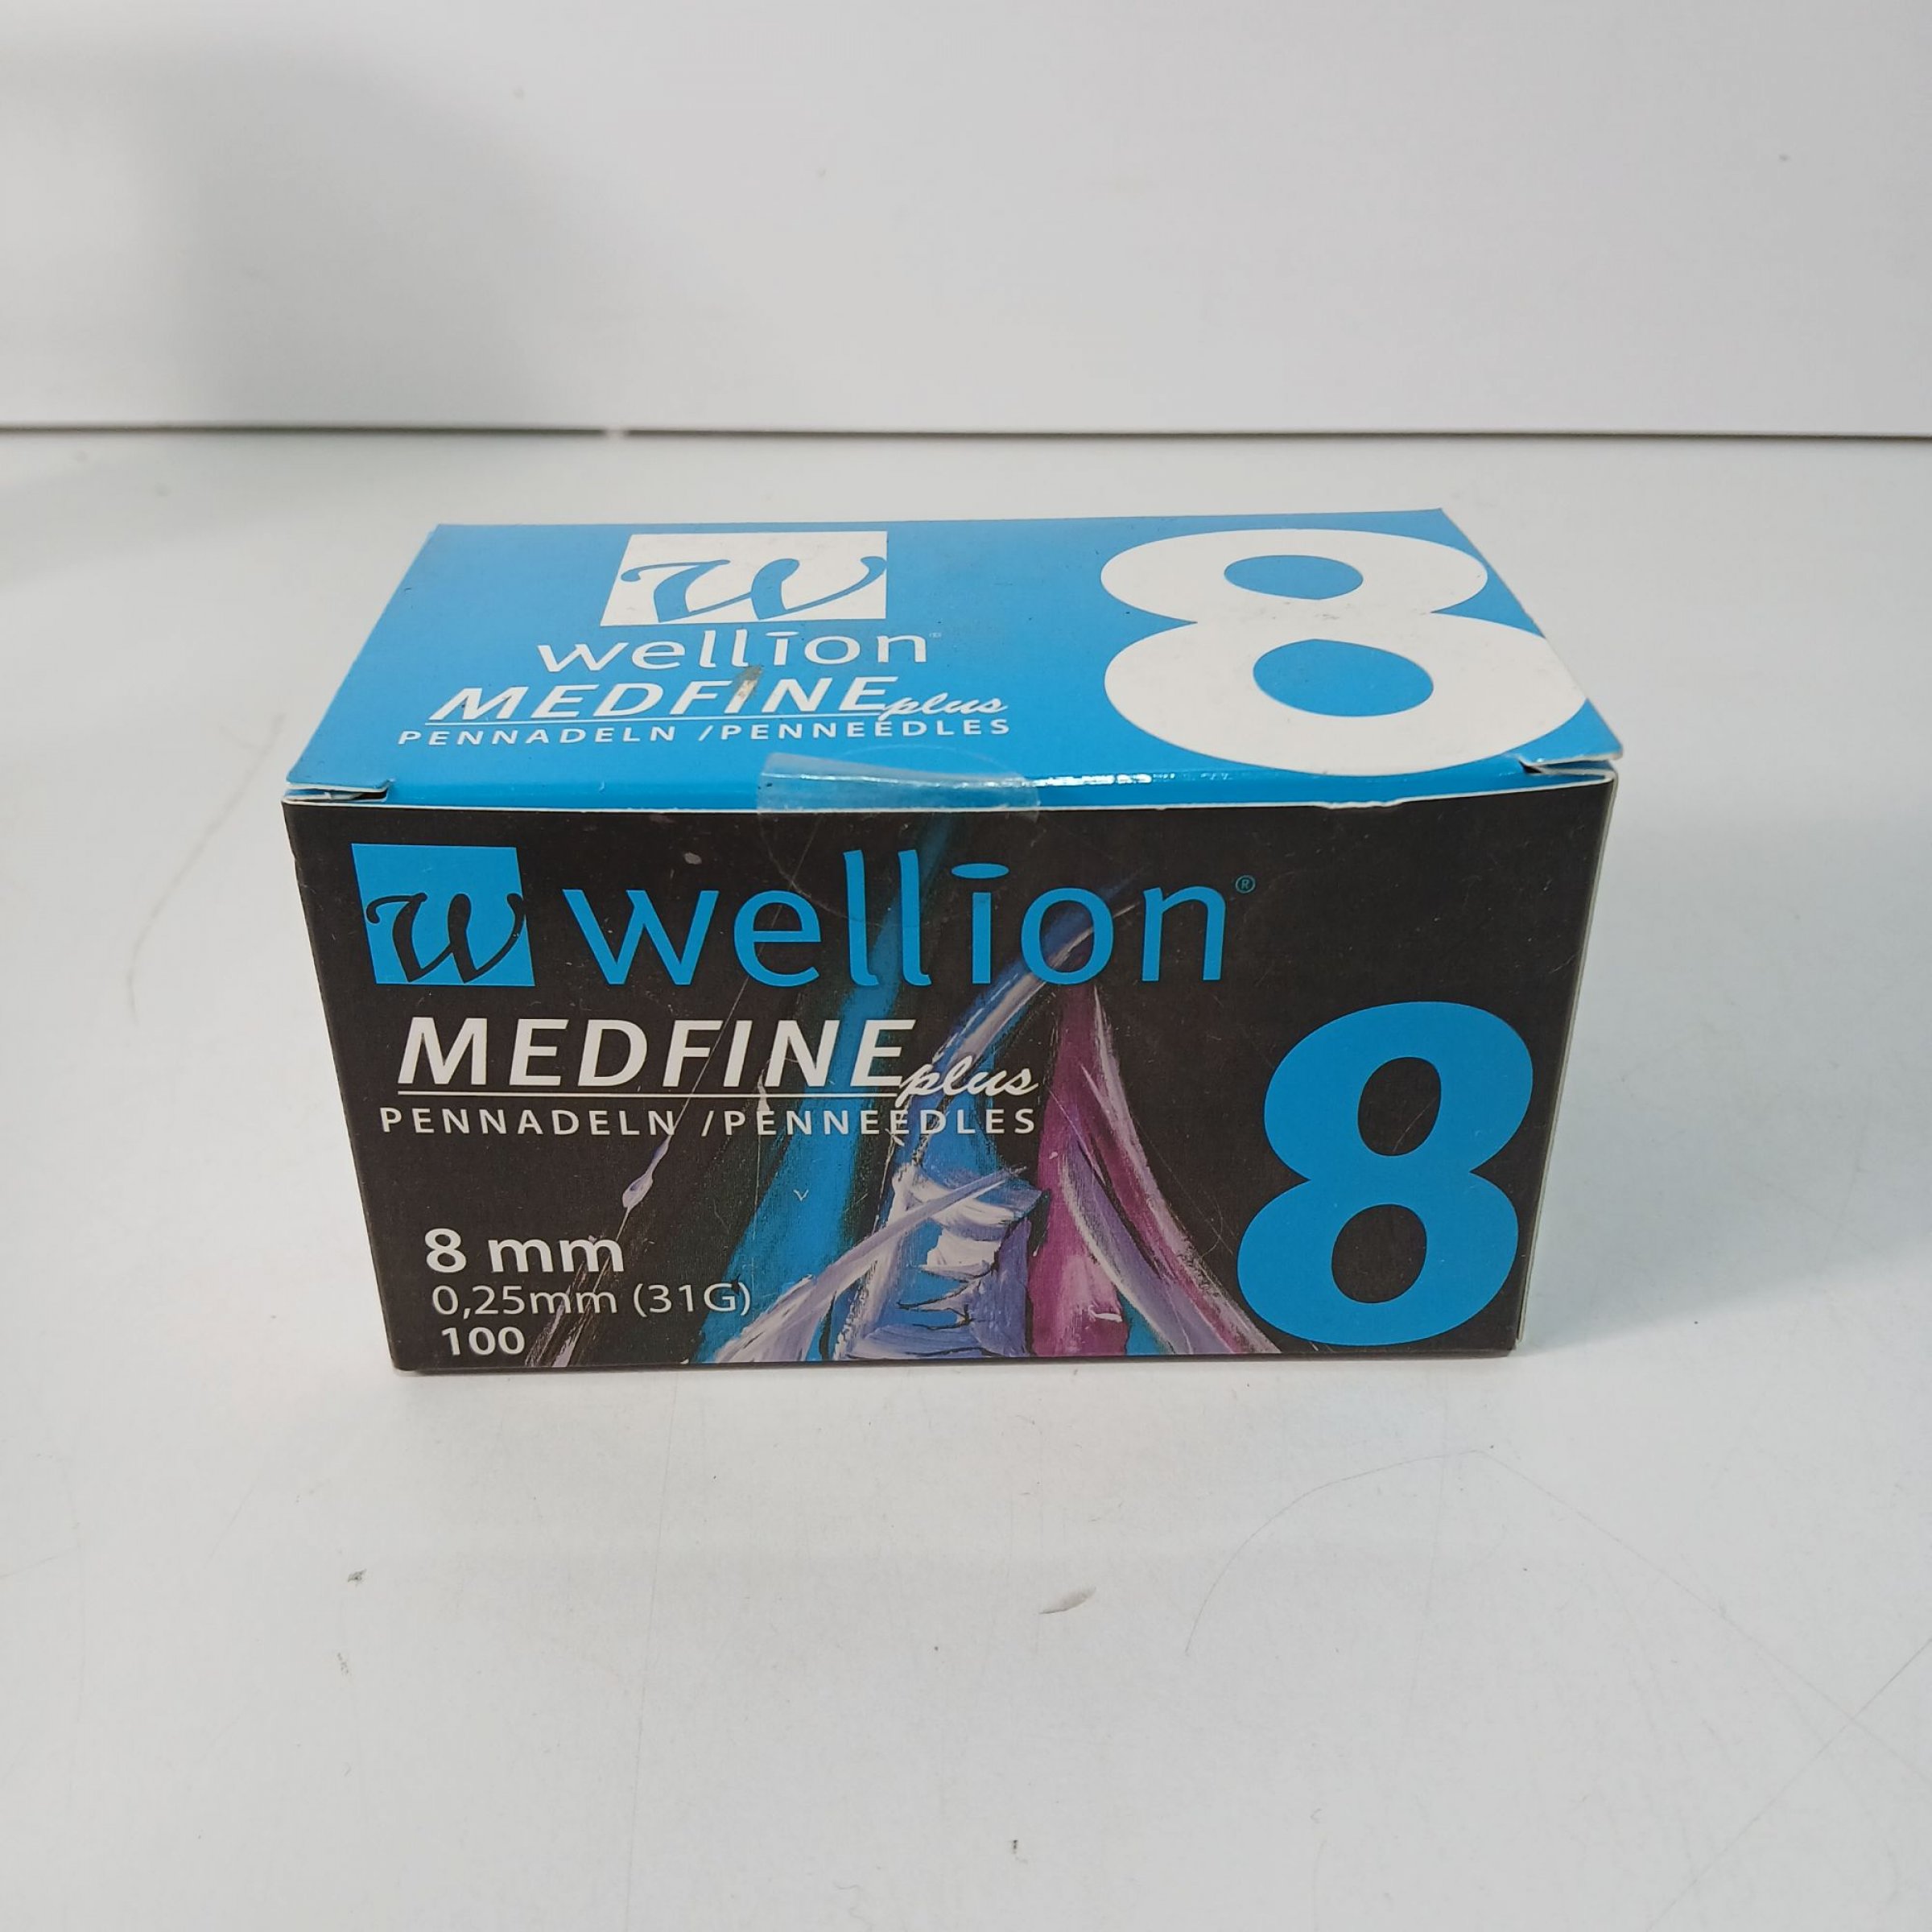 w
wellion®
MEDFINE plus
PENNADELN /PENNEEDLES
8
w wellion®
MEDFINE plus
PENNADELN /PENNEEDLES
8 mm
0,25mm (31G)
100
8